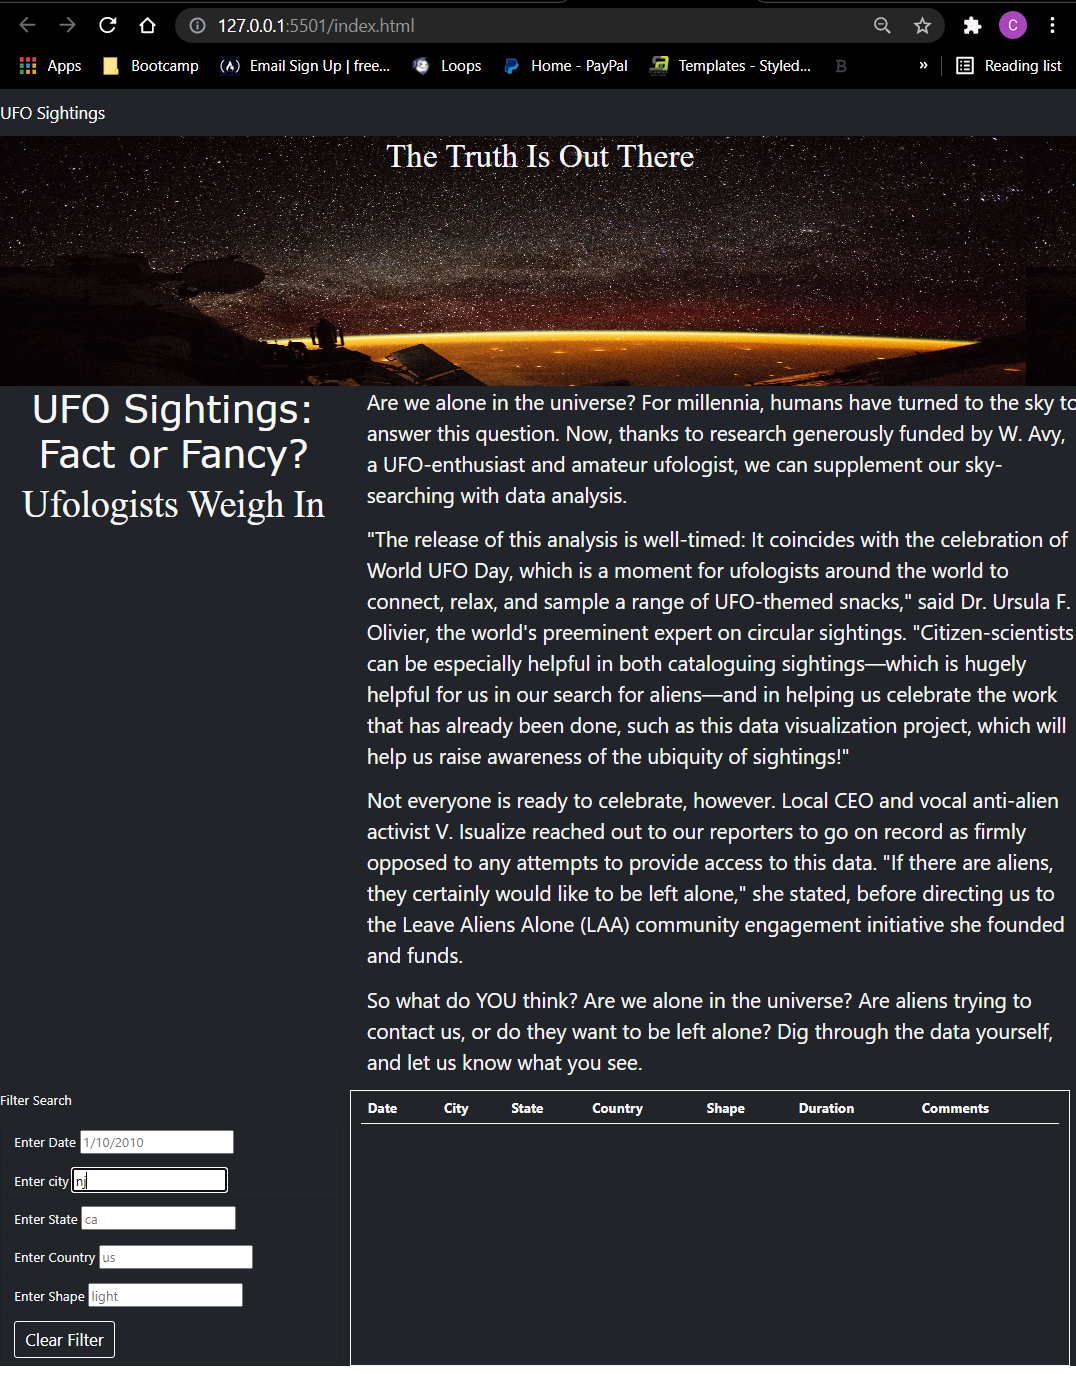 127.0.0.1:5501/index.html
C
Apps
Bootcamp
Email Sign Up | free...
Loops
Home - PayPal
Templates - Styled...
B
»
Reading list
UFO Sightings
The Truth Is Out There
UFO Sightings:
Fact or Fancy?
Ufologists Weigh In
Are we alone in the universe? For millennia, humans have turned to the sky to
answer this question. Now, thanks to research generously funded by W. Avy,
a UFO-enthusiast and amateur ufologist, we can supplement our sky-
searching with data analysis.
"The release of this analysis is well-timed: It coincides with the celebration of
World UFO Day, which is a moment for ufologists around the world to
connect, relax, and sample a range of UFO-themed snacks," said Dr. Ursula F.
Olivier, the world's preeminent expert on circular sightings. "Citizen-scientists
can be especially helpful in both cataloguing sightings—which is hugely
helpful for us in our search for aliens—and in helping us celebrate the work
that has already been done, such as this data visualization project, which will
help us raise awareness of the ubiquity of sightings!"
Not everyone is ready to celebrate, however. Local CEO and vocal anti-alien
activist V. Isualize reached out to our reporters to go on record as firmly
opposed to any attempts to provide access to this data. "If there are aliens,
they certainly would like to be left alone," she stated, before directing us to
the Leave Aliens Alone (LAA) community engagement initiative she founded
and funds.
So what do YOU think? Are we alone in the universe? Are aliens trying to
contact us, or do they want to be left alone? Dig through the data yourself,
and let us know what you see.
Filter Search
Enter Date 1/10/2010
Enter city nj
Enter State ca
Enter Country us
Enter Shape light
Clear Filter
Date City State Country Shape Duration Comments